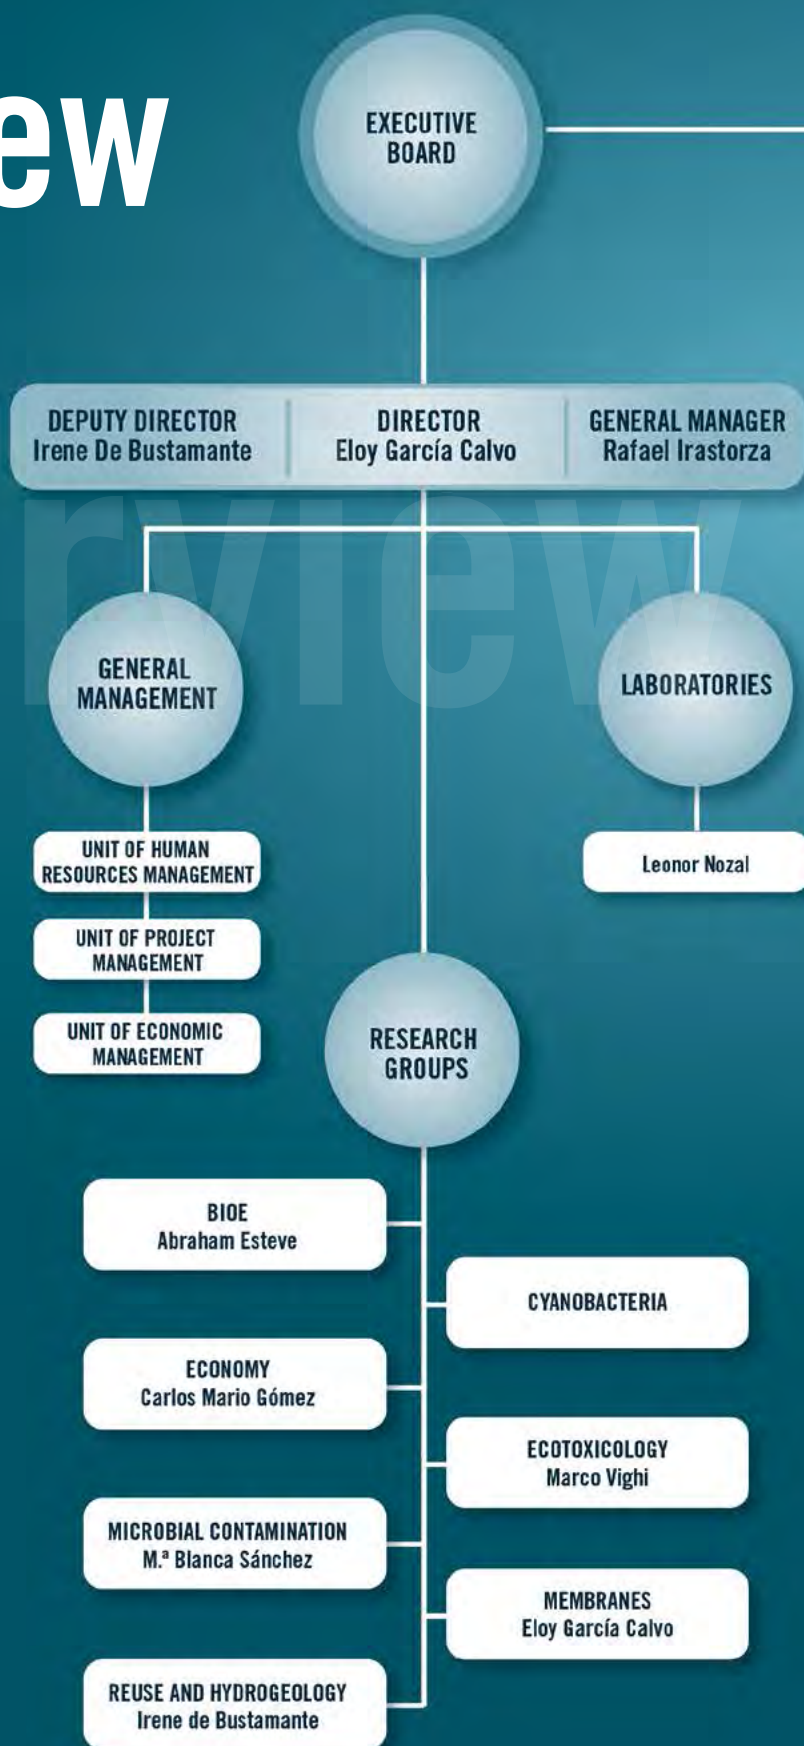 ew
EXECUTIVE
BOARD
DEPUTY DIRECTOR
Irene De Bustamante
DIRECTOR
Eloy García Calvo
GENERAL MANAGER
Rafael Irastorza
rview
GENERAL
MANAGEMENT
LABORATORIES
UNIT OF HUMAN
RESOURCES MANAGEMENT
Leonor Nozal
UNIT OF PROJECT
MANAGEMENT
UNIT OF ECONOMIC
MANAGEMENT
RESEARCH
GROUPS
BIOE
Abraham Esteve
CYANOBACTERIA
ECONOMY
Carlos Mario Gómez
ECOTOXICOLOGY
Marco Vighi
MICROBIAL CONTAMINATION
M.ª Blanca Sánchez
MEMBRANES
Eloy García Calvo
REUSE AND HYDROGEOLOGY
Irene de Bustamante